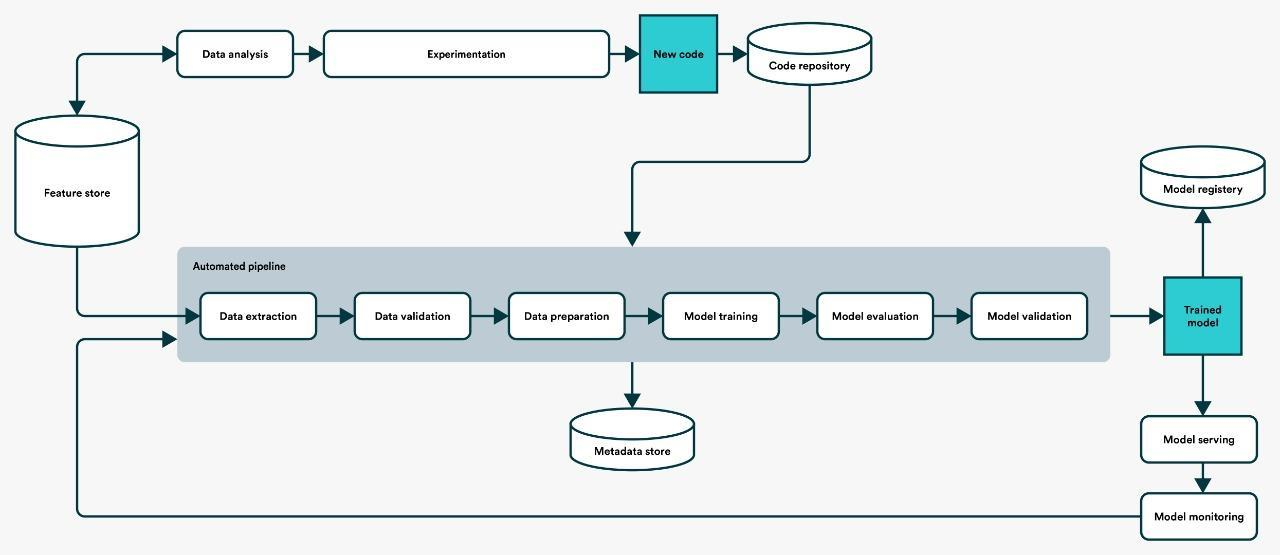 Data analysis
Experimentation
New code
Code repository
Feature store
Model registery
Automated pipeline
Data extraction
Data validation
Data preparation
Model training
Model evaluation
Model validation
Trained
model
Metadata store
Model serving
Model monitoring